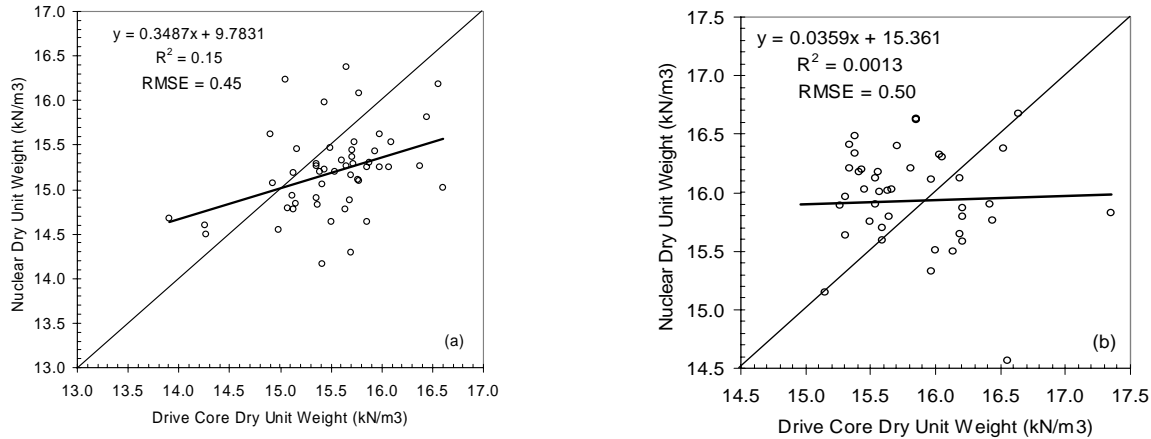 y = 0.3487x + 9.7831
R² = 0.15
RMSE = 0.45
Nuclear Dry Unit Weight (kN/m3)
17.0
16.0
15.5
15.0
14.5
14.0
13.5
13.0
13.0 14.0 14.5 15.0 15.5 16.0 16.5 17.0
Drive Core Dry Unit Weight (kN/m3)
(a)
y = 0.0359x + 15.361
R² = 0.0013
RMSE = 0.50
Nuclear Dry Unit Weight (kN/m3)
17.5
17.0
16.5
16.0
15.5
15.0
14.5
14.5 15.0 15.5 16.0 16.5 17.0 17.5
Drive Core Dry Unit Weight (kN/m3)
(b)